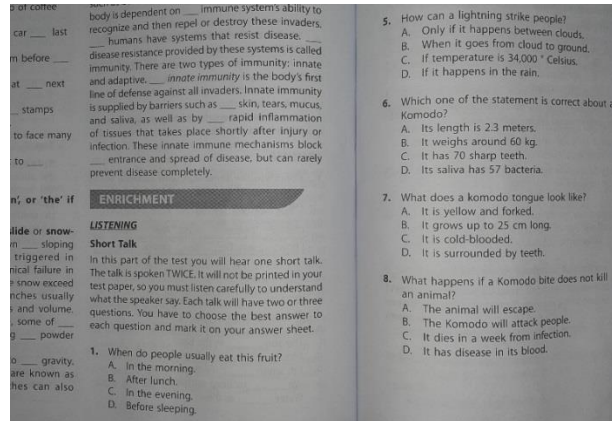 of coffee
car ___ last
before ___
at ___ next
___ stamps
to face many
to ___
n', or 'the' if
slide or snow-
___ sloping
triggered in
nical failure in
snow exceed
nches usually
and volume.
some of ___
___ powder
___ gravity.
are known as
hes can also
body is dependent on ___ immune system's ability to
recognize and then repel or destroy these invaders.
___ humans have systems that resist disease. ___
disease resistance provided by these systems is called
immunity. There are two types of immunity: innate
and adaptive. ___ innate immunity is the body's first
line of defense against all invaders. Innate immunity
is supplied by barriers such as ___ skin, tears, mucus,
and saliva, as well as by ___ rapid inflammation
of tissues that takes place shortly after injury or
infection. These innate immune mechanisms block
___ entrance and spread of disease, but can rarely
prevent disease completely.
ENRICHMENT
LISTENING
Short Talk
In this part of the test you will hear one short talk.
The talk is spoken TWICE. It will not be printed in your
test paper, so you must listen carefully to understand
what the speaker say. Each talk will have two or three
questions. You have to choose the best answer to
each question and mark it on your answer sheet.
1. When do people usually eat this fruit?
A. In the morning.
B. After lunch.
C. In the evening.
D. Before sleeping.
5. How can a lightning strike people?
A. Only if it happens between clouds.
B. When it goes from cloud to ground.
C. If temperature is 34,000 ° Celsius.
D. If it happens in the rain.
6. Which one of the statement is correct about a
Komodo?
A. Its length is 2.3 meters.
B. It weighs around 60 kg.
C. It has 70 sharp teeth.
D. Its saliva has 57 bacteria.
7. What does a komodo tongue look like?
A. It is yellow and forked.
B. It grows up to 25 cm long.
C. It is cold-blooded.
D. It is surrounded by teeth.
8. What happens if a Komodo bite does not kill
an animal?
A. The animal will escape.
B. The Komodo will attack people.
C. It dies in a week from infection.
D. It has disease in its blood.